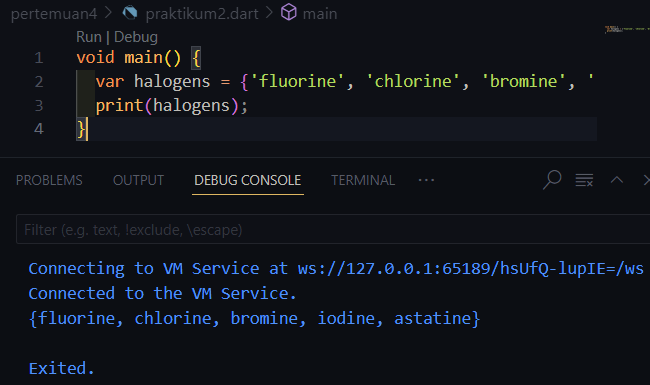 pertemuan4 > praktikum2.dart > main
Run | Debug
1 void main() {
2 var halogens = {'fluorine', 'chlorine', 'bromine', '
3 print(halogens);
4 }
PROBLEMS OUTPUT DEBUG CONSOLE TERMINAL ···
Filter (e.g. text, !exclude, \escape)
Connecting to VM Service at ws://127.0.0.1:65189/hsUfQ-lupIE=/ws
Connected to the VM Service.
{fluorine, chlorine, bromine, iodine, astatine}
Exited.